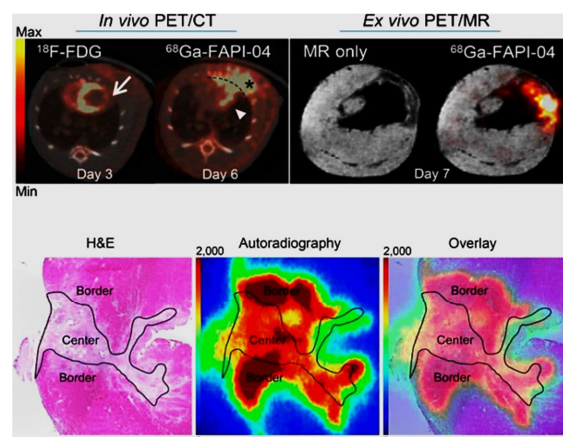 In vivo PET/CT
Ex vivo PET/MR
Max
¹⁸F-FDG
⁶⁸Ga-FAPI-04
MR only
⁶⁸Ga-FAPI-04
*
Day 3
Day 6
Day 7
Min
H&E
Autoradiography
Overlay
2,000
2,000
Border
Center
Border
Border
Center
Border
Border
Center
Border